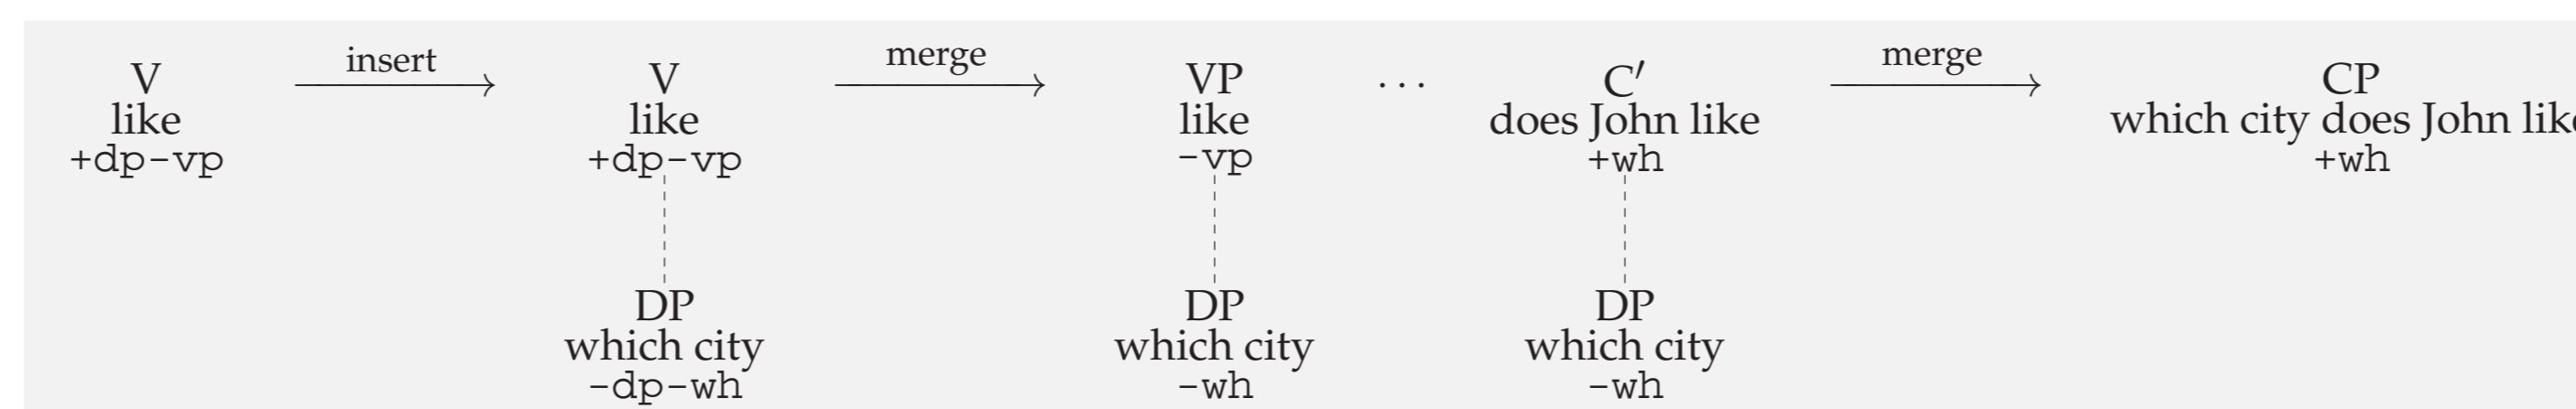 insert merge merge
V V VP · · · C′ CP
like like like does John like which city does John like
+dp-vp +dp-vp -vp +wh +wh
DP DP DP
which city which city which city
-dp-wh -wh -wh